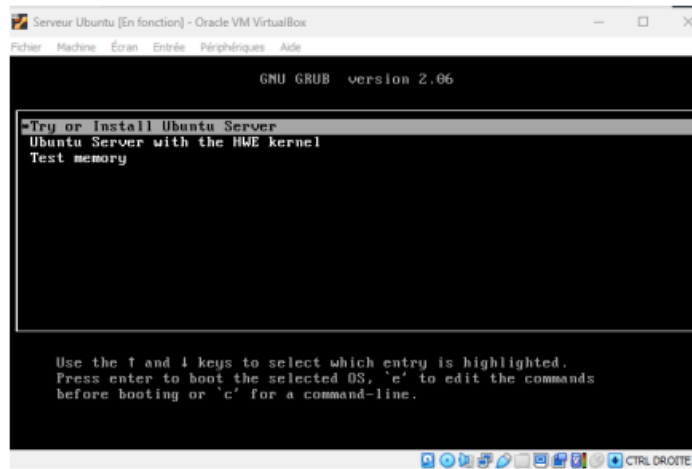 Serveur Ubuntu [En fonction] - Oracle VM VirtualBox
Fichier Machine Écran Entrée Périphériques Aide
GNU GRUB version 2.06
*Try or Install Ubuntu Server
Ubuntu Server with the HWE kernel
Test memory
Use the ↑ and ↓ keys to select which entry is highlighted.
Press enter to boot the selected OS, `e' to edit the commands
before booting or `c' for a command-line.
CTRL DROITE